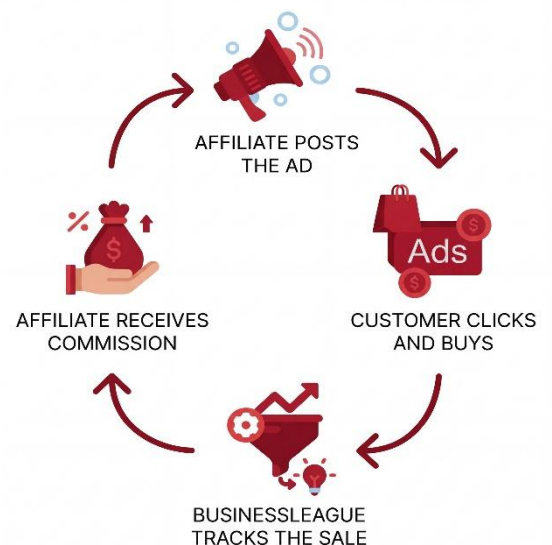 AFFILIATE POSTS
THE AD
Ads
CUSTOMER CLICKS
AND BUYS
BUSINESSLEAGUE
TRACKS THE SALE
AFFILIATE RECEIVES
COMMISSION
%
$
$
$